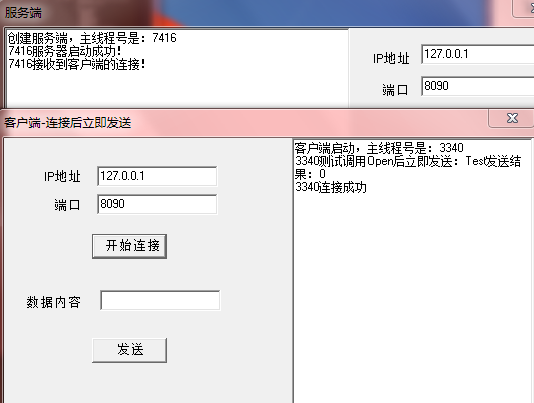 服务端
创建服务端，主线程号是：7416
7416服务器启动成功！
7416接收到客户端的连接！
IP地址
127.0.0.1
端口
8090
客户端-连接后立即发送
IP地址
127.0.0.1
端口
8090
开始连接
数据内容
发送
客户端启动，主线程号是：3340
3340测试调用Open后立即发送：Test发送结
果：0
3340连接成功